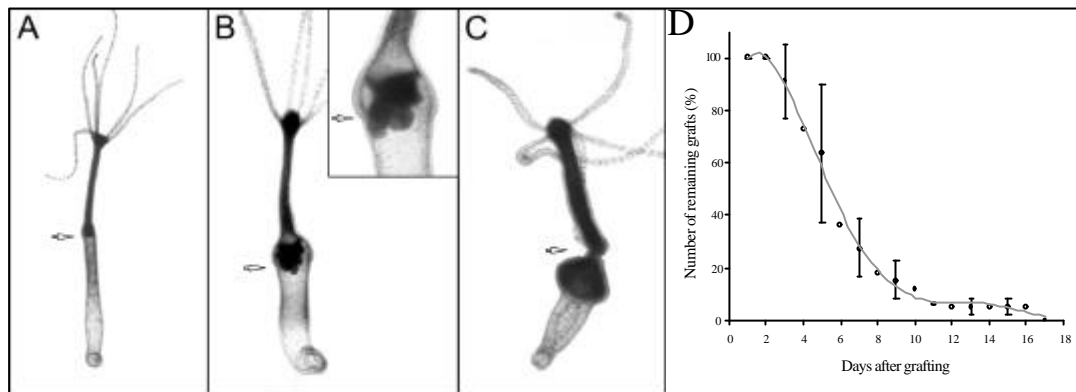 A
B
C
D
Number of remaining grafts (%)
100
80
60
40
20
0
0 2 4 6 8 10 12 14 16 18
Days after grafting